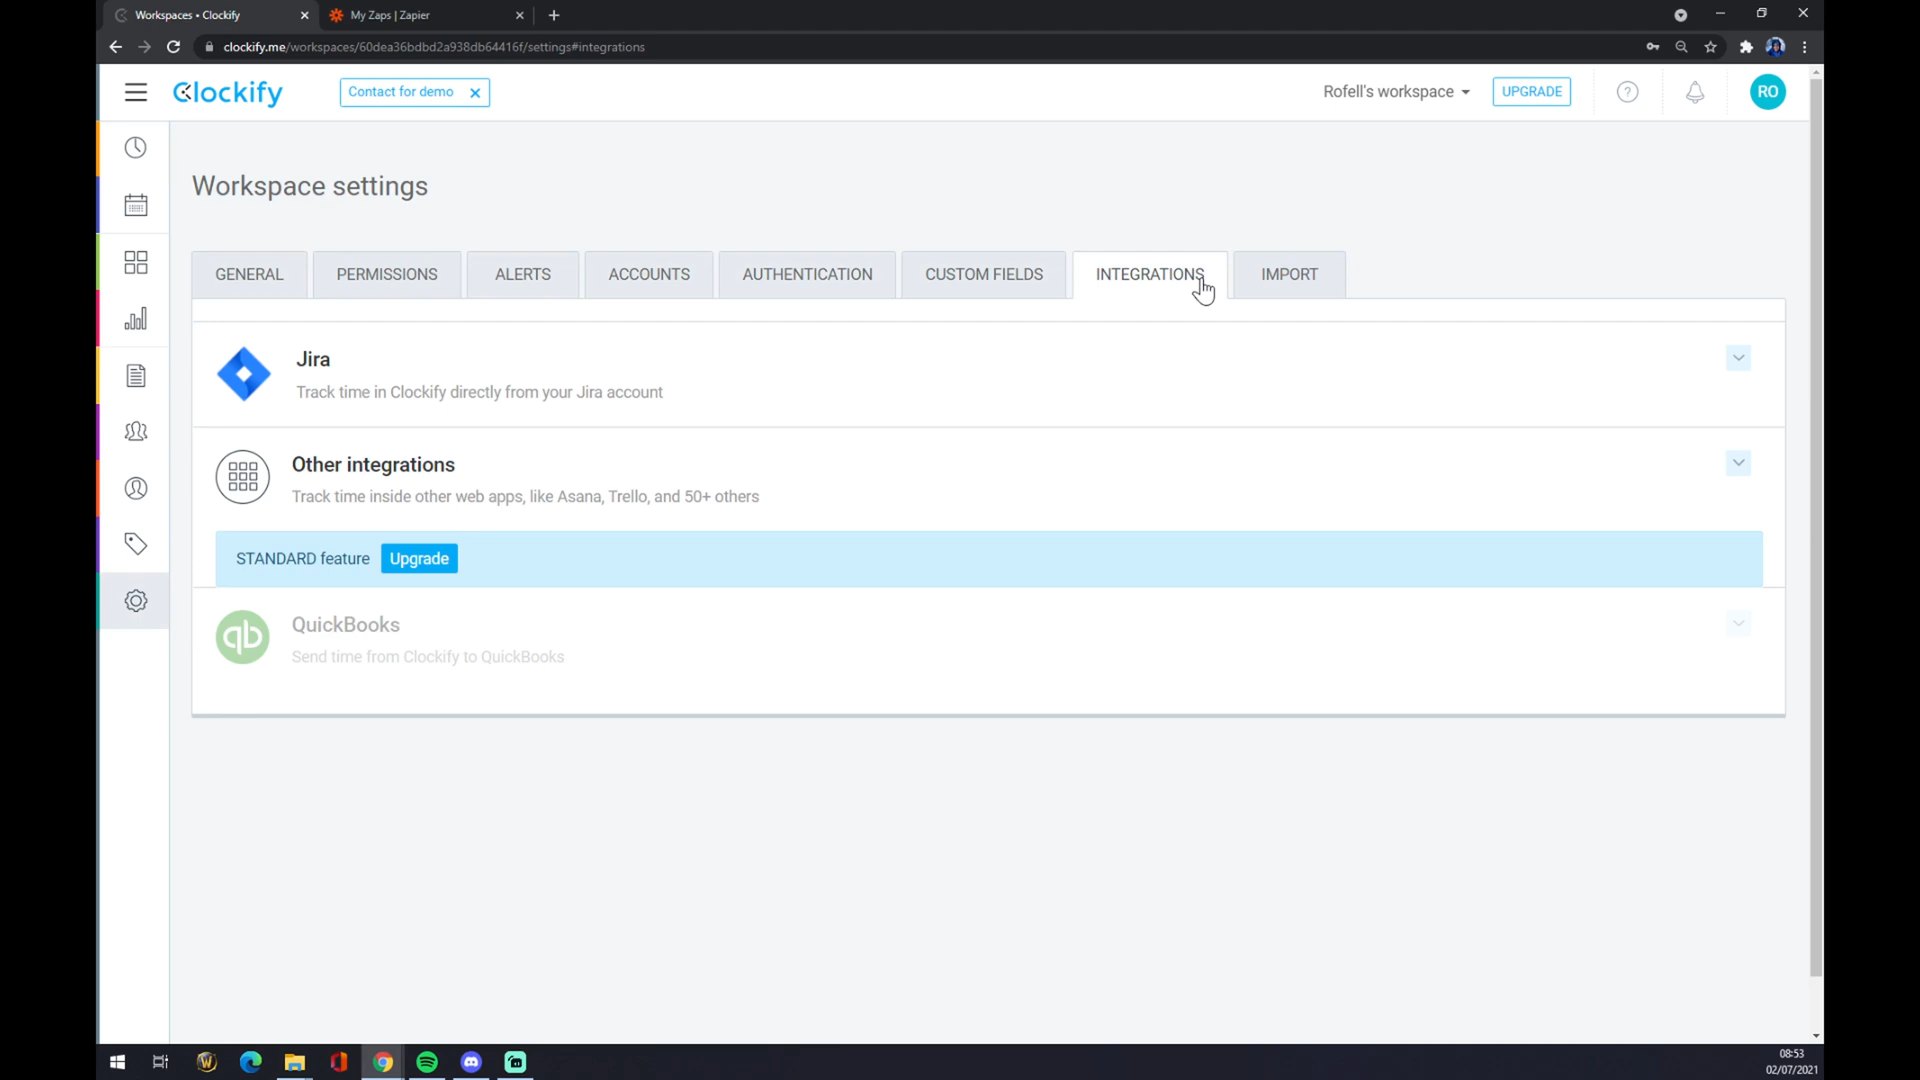 Workspaces • Clockify
My Zaps | Zapier
clockify.me/workspaces/60dea36bdbd2a938db64416f/settings#integrations
Clockify
Contact for demo
Rofell's workspace
UPGRADE
RO
Workspace settings
GENERAL
PERMISSIONS
ALERTS
ACCOUNTS
AUTHENTICATION
CUSTOM FIELDS
INTEGRATIONS
IMPORT
Jira
Track time in Clockify directly from your Jira account
Other integrations
Track time inside other web apps, like Asana, Trello, and 50+ others
STANDARD feature
Upgrade
qb
QuickBooks
Send time from Clockify to QuickBooks
W
08:53
02/07/2021